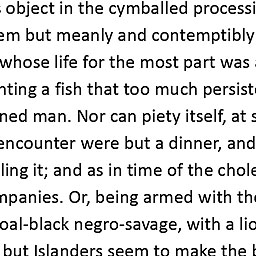 object in the cymballed processi
em but meanly and contemptibly
whose life for the most part was
nting a fish that too much persist
ned man. Nor can piety itself, at s
encounter were but a dinner, and
ling it; and as in time of the chole
mpanies. Or, being armed with the
oal-black negro-savage, with a lio
but Islanders seem to make the b